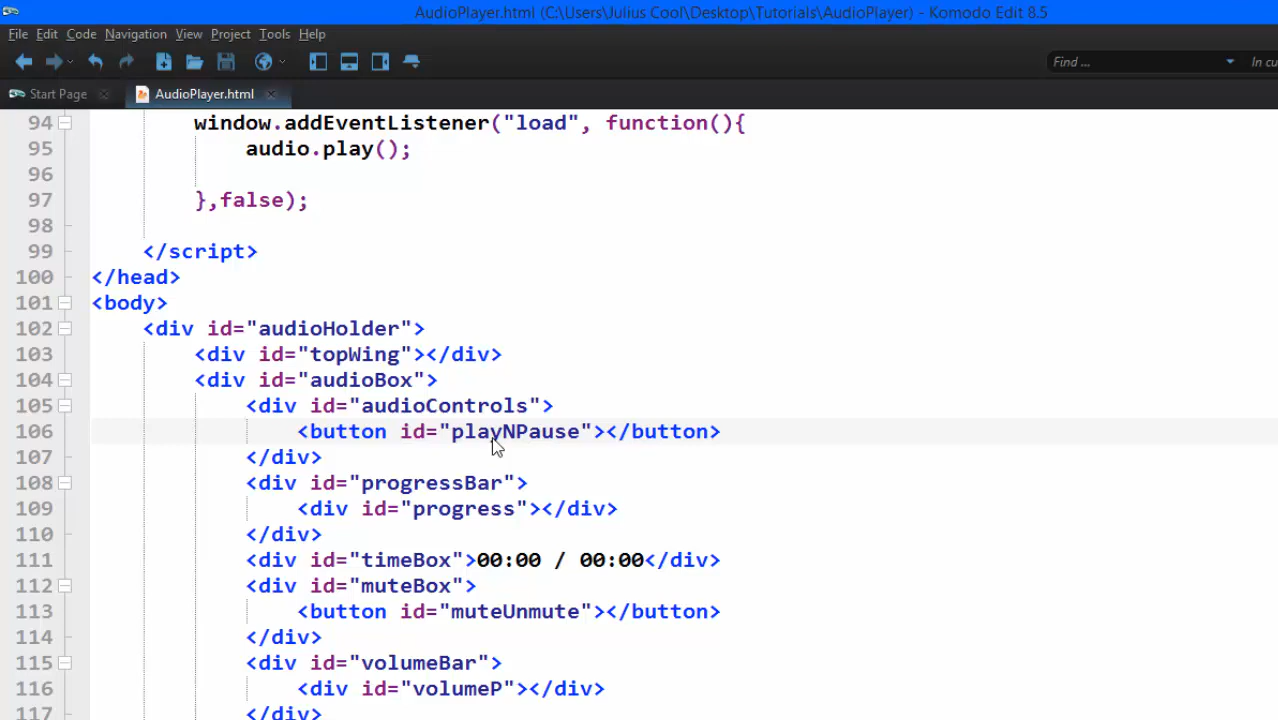 AudioPlayer.html (C:\Users\Julius Cool\Desktop\Tutorials\AudioPlayer) - Komodo Edit 8.5
File Edit Code Navigation View Project Tools Help
Find ... In cu
Start Page AudioPlayer.html
94 window.addEventListener("load", function(){
95 audio.play();
96
97 },false);
98
99 </script>
100 </head>
101 <body>
102 <div id="audioHolder">
103 <div id="topWing"></div>
104 <div id="audioBox">
105 <div id="audioControls">
106 <button id="playNPause"></button>
107 </div>
108 <div id="progressBar">
109 <div id="progress"></div>
110 </div>
111 <div id="timeBox">00:00 / 00:00</div>
112 <div id="muteBox">
113 <button id="muteUnmute"></button>
114 </div>
115 <div id="volumeBar">
116 <div id="volumeP"></div>
117 </div>